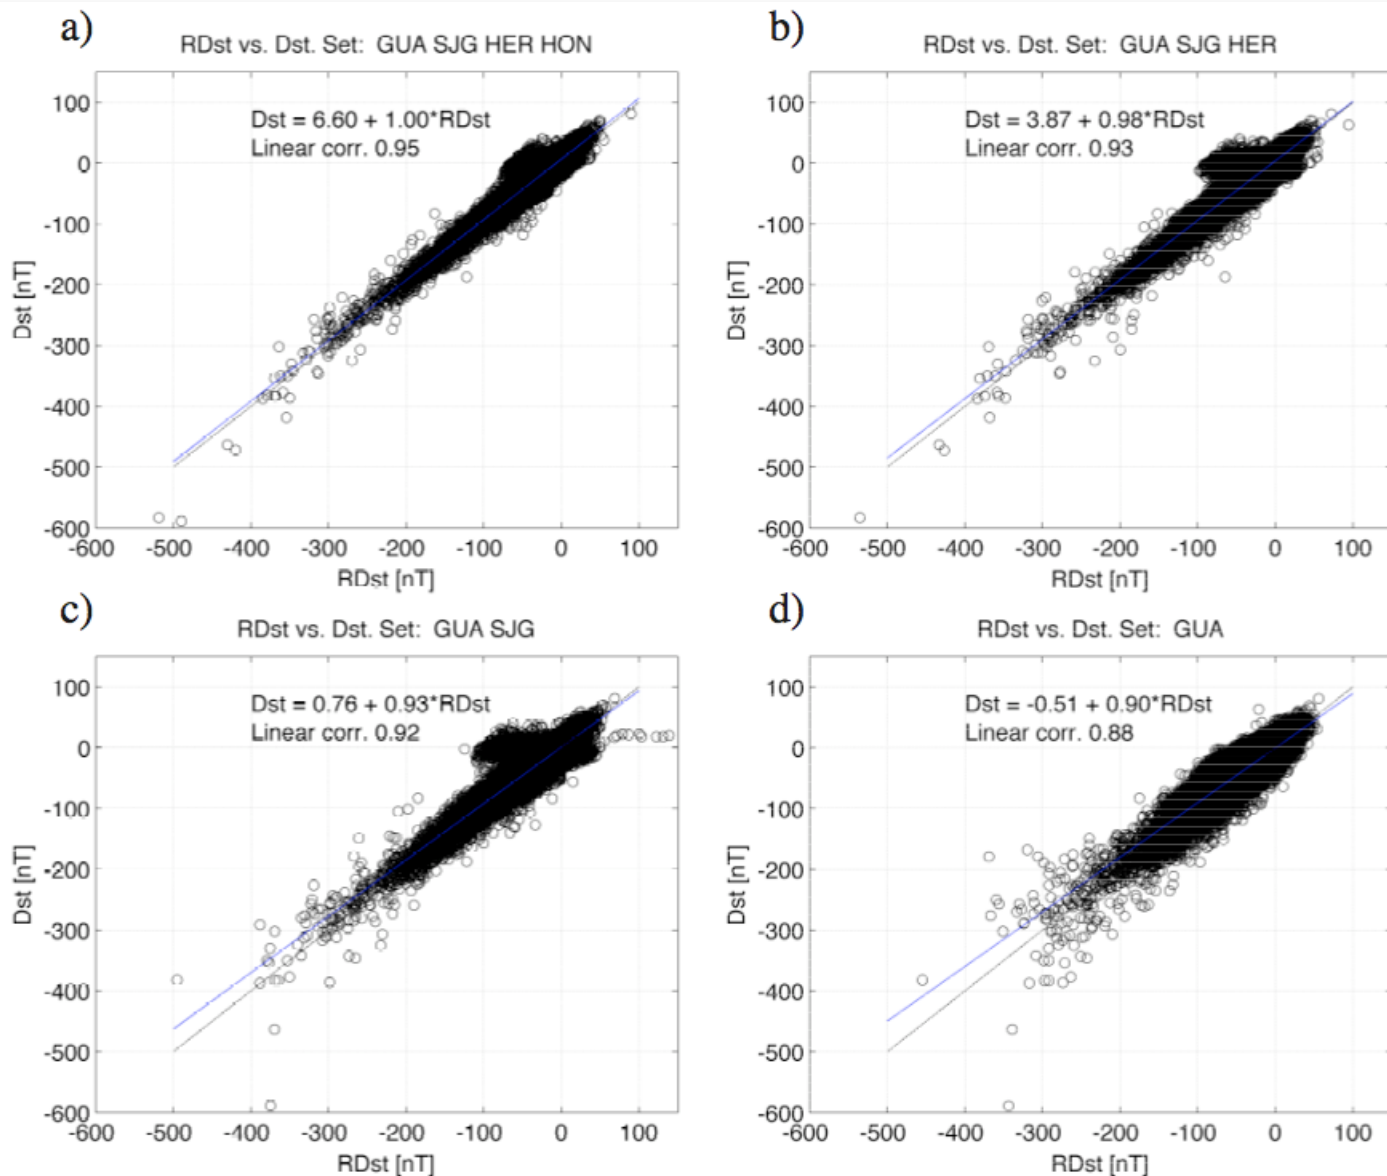 a)
RDst vs. Dst. Set: GUA SJG HER HON
Dst = 6.60 + 1.00*RDst
Linear corr. 0.95
100
0
-100
-200
-300
-400
-500
-600
Dst [nT]
-600 -500 -400 -300 -200 -100 0 100
RDst [nT]
b)
RDst vs. Dst. Set: GUA SJG HER
Dst = 3.87 + 0.98*RDst
Linear corr. 0.93
100
0
-100
-200
-300
-400
-500
-600
Dst [nT]
-600 -500 -400 -300 -200 -100 0 100
RDst [nT]
c)
RDst vs. Dst. Set: GUA SJG
Dst = 0.76 + 0.93*RDst
Linear corr. 0.92
100
0
-100
-200
-300
-400
-500
-600
Dst [nT]
-600 -500 -400 -300 -200 -100 0 100
RDst [nT]
d)
RDst vs. Dst. Set: GUA
Dst = -0.51 + 0.90*RDst
Linear corr. 0.88
100
0
-100
-200
-300
-400
-500
-600
Dst [nT]
-600 -500 -400 -300 -200 -100 0 100
RDst [nT]